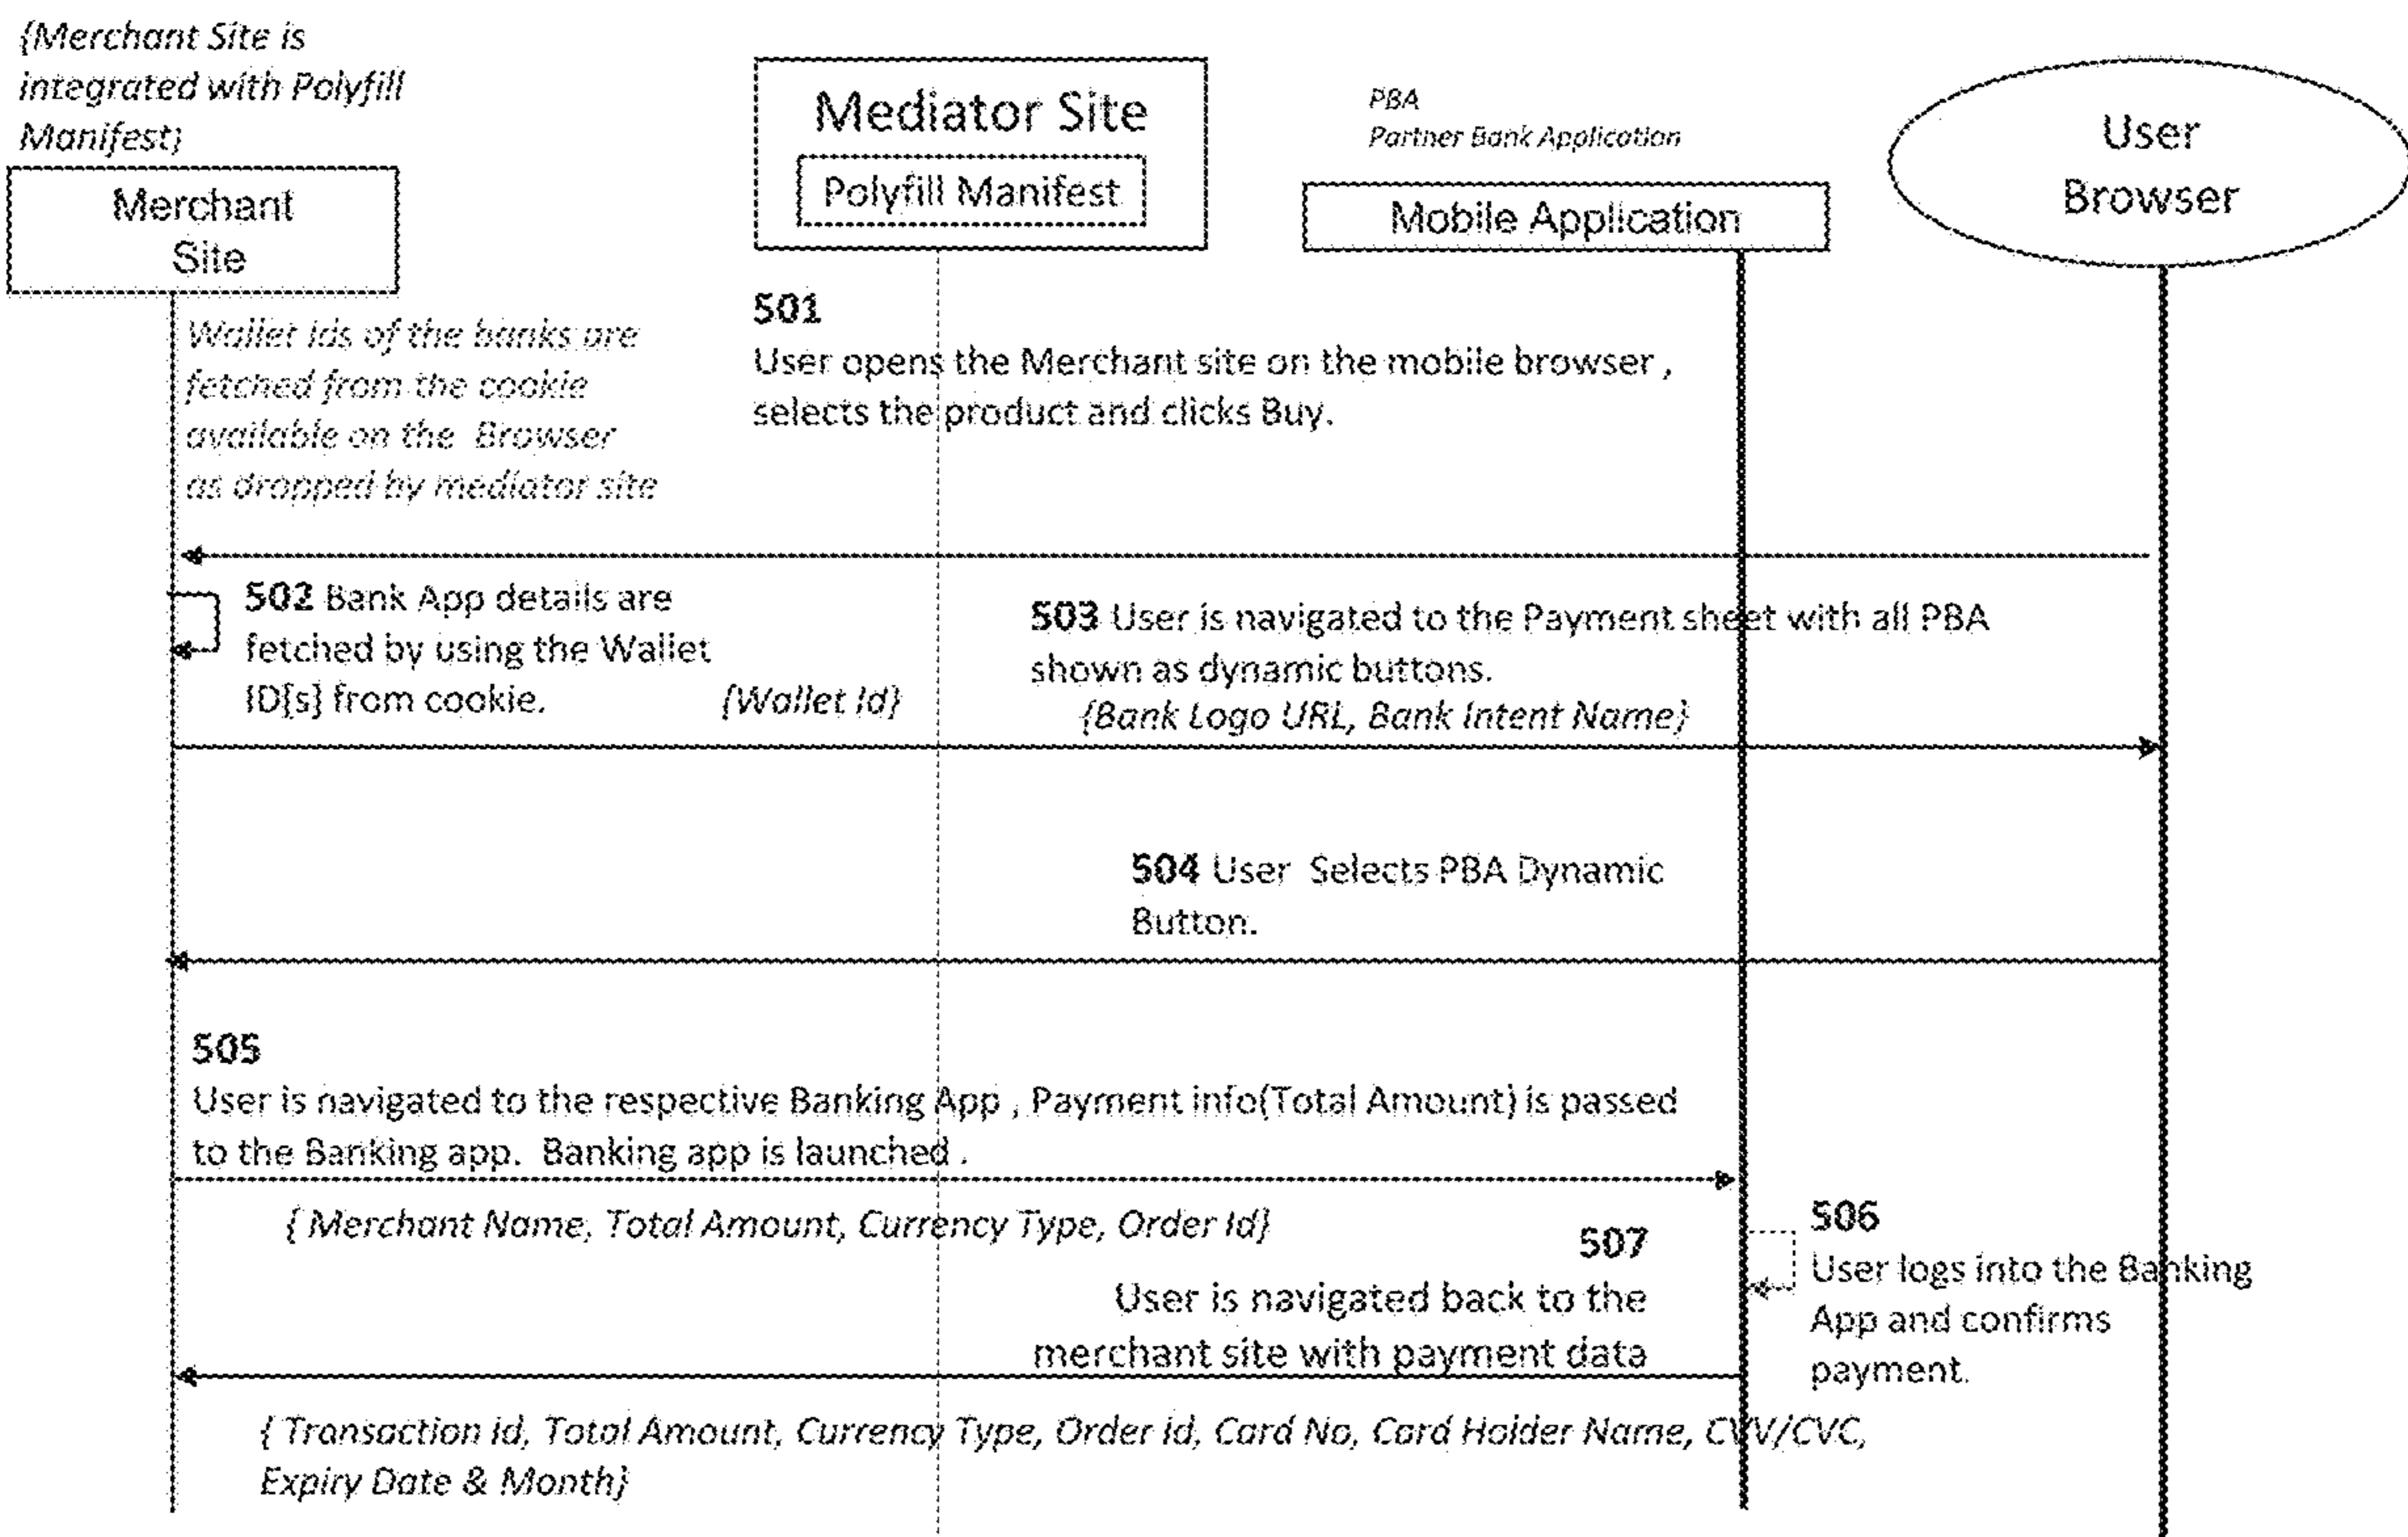 {Merchant Site is
integrated with Polyfill
Manifest}
Merchant
Site
Mediator Site
Polyfill Manifest
PBA
Partner Bank Application
Mobile Application
User
Browser
Wallet ids of the banks are
fetched from the cookie
available on the Browser
as dropped by mediator site
501
User opens the Merchant site on the mobile browser ,
selects the product and clicks Buy.
502 Bank App details are
fetched by using the Wallet
ID[s] from cookie.
{Wallet Id}
503 User is navigated to the Payment sheet with all PBA
shown as dynamic buttons.
{Bank Logo URL, Bank Intent Name}
504 User Selects PBA Dynamic
Button.
505
User is navigated to the respective Banking App , Payment info(Total Amount) is passed
to the Banking app. Banking app is launched .
{ Merchant Name, Total Amount, Currency Type, Order Id}
506
User logs into the Banking
App and confirms
payment.
507
User is navigated back to the
merchant site with payment data
{ Transaction Id, Total Amount, Currency Type, Order Id, Card No, Card Holder Name, CVV/CVC,
Expiry Date & Month}